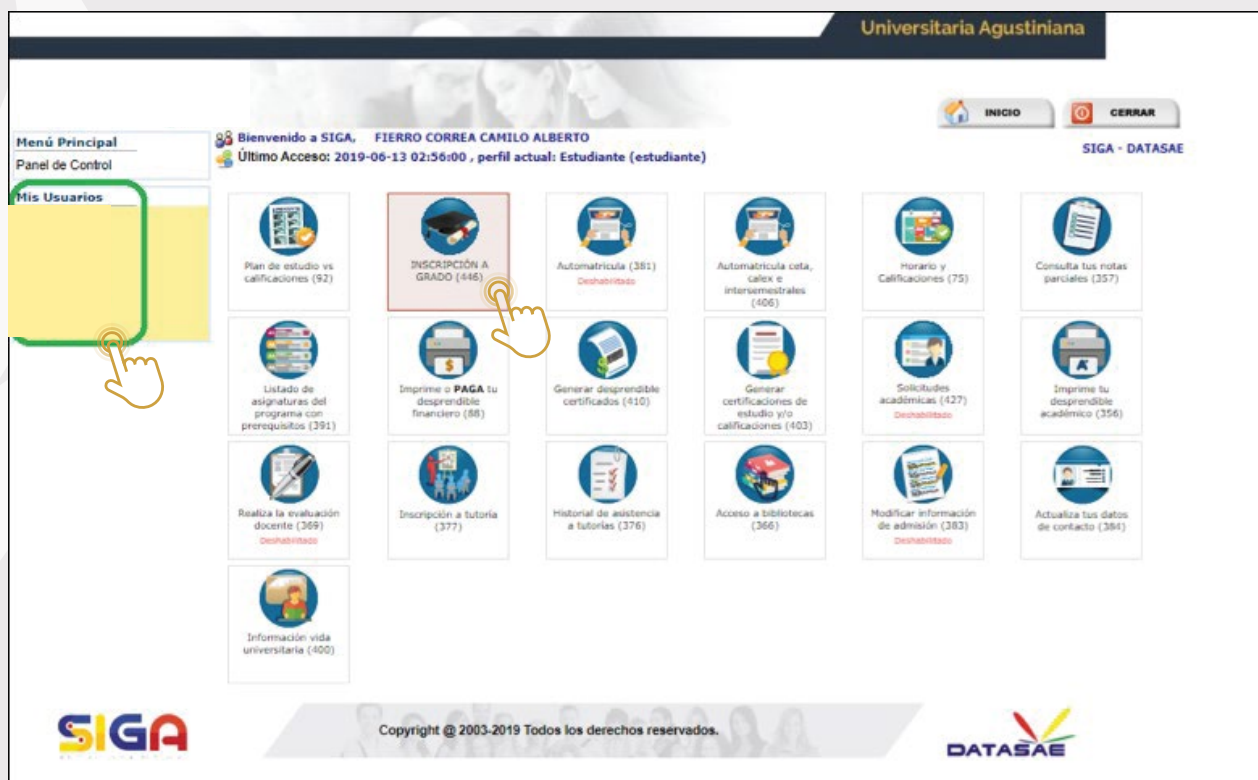 Universitaria Agustiniana
INICIO
CERRAR
SIGA - DATASAE
Menú Principal
Panel de Control
Mis Usuarios
Bienvenido a SIGA, FIERRO CORREA CAMILO ALBERTO
Último Acceso: 2019-06-13 02:56:00 , perfil actual: Estudiante (estudiante)
Plan de estudio vs
calificaciones (92)
INSCRIPCIÓN A
GRADO (446)
Automatricula (381)
Deshabilitado
Automatricula ceta,
calex e
intersemestrales
(406)
Horario y
Calificaciones (75)
Consulta tus notas
parciales (357)
Listado de
asignaturas del
programa con
prerequisitos (391)
Imprime o PAGA tu
desprendible
financiero (88)
Generar desprendible
certificados (410)
Generar
certificaciones de
estudio y/o
calificaciones (403)
Solicitudes
académicas (427)
Deshabilitado
Imprime tu
desprendible
académico (356)
Realiza la evaluación
docente (369)
Deshabilitado
Inscripción a tutoría
(377)
Historial de asistencia
a tutorías (376)
Acceso a bibliotecas
(366)
Modificar información
de admisión (383)
Deshabilitado
Actualiza tus datos
de contacto (384)
Información vida
universitaria (400)
SIGA
Copyright @ 2003-2019 Todos los derechos reservados.
DATASAE